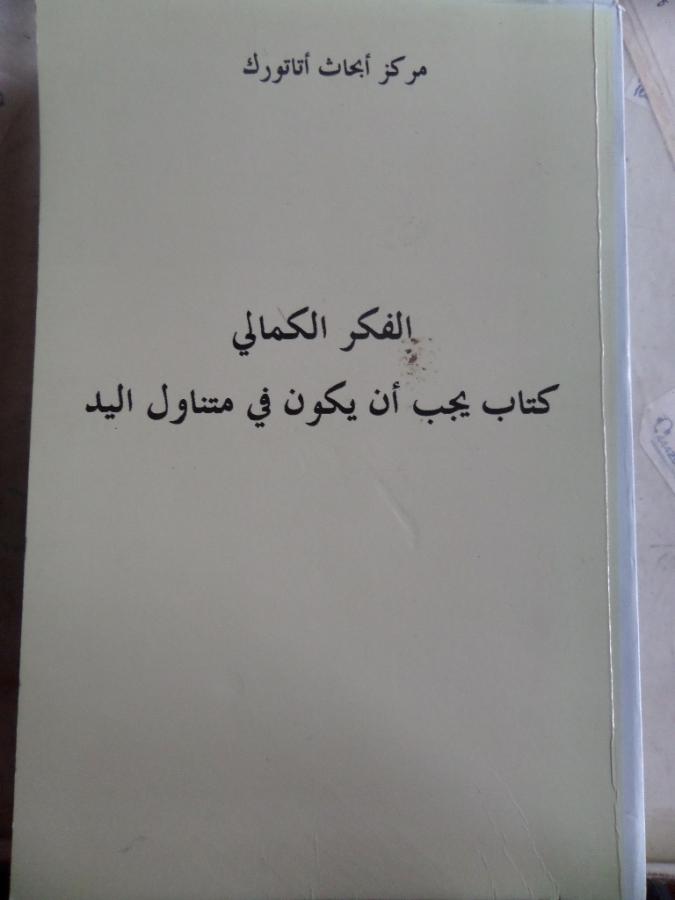 مركز أبحاث أتاتورك
الفكر الكمالي
كتاب يجب أن يكون في متناول اليد